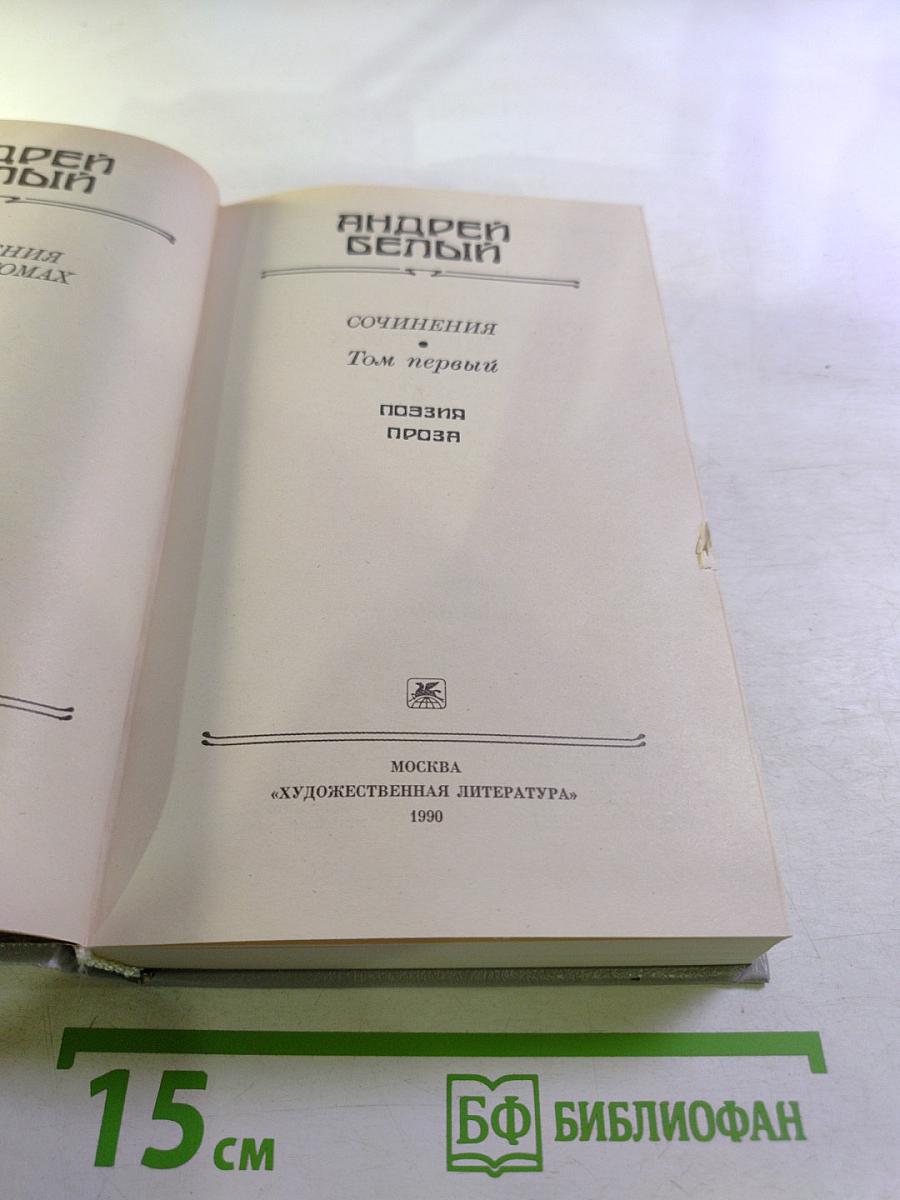 АНДРЕЙ
БЕЛЫЙ
СОЧИНЕНИЯ
Том первый
ПОЭЗИЯ
ПРОЗА
МОСКВА
«ХУДОЖЕСТВЕННАЯ ЛИТЕРАТУРА»
1990
15 см
БФ БИБЛИОФАН